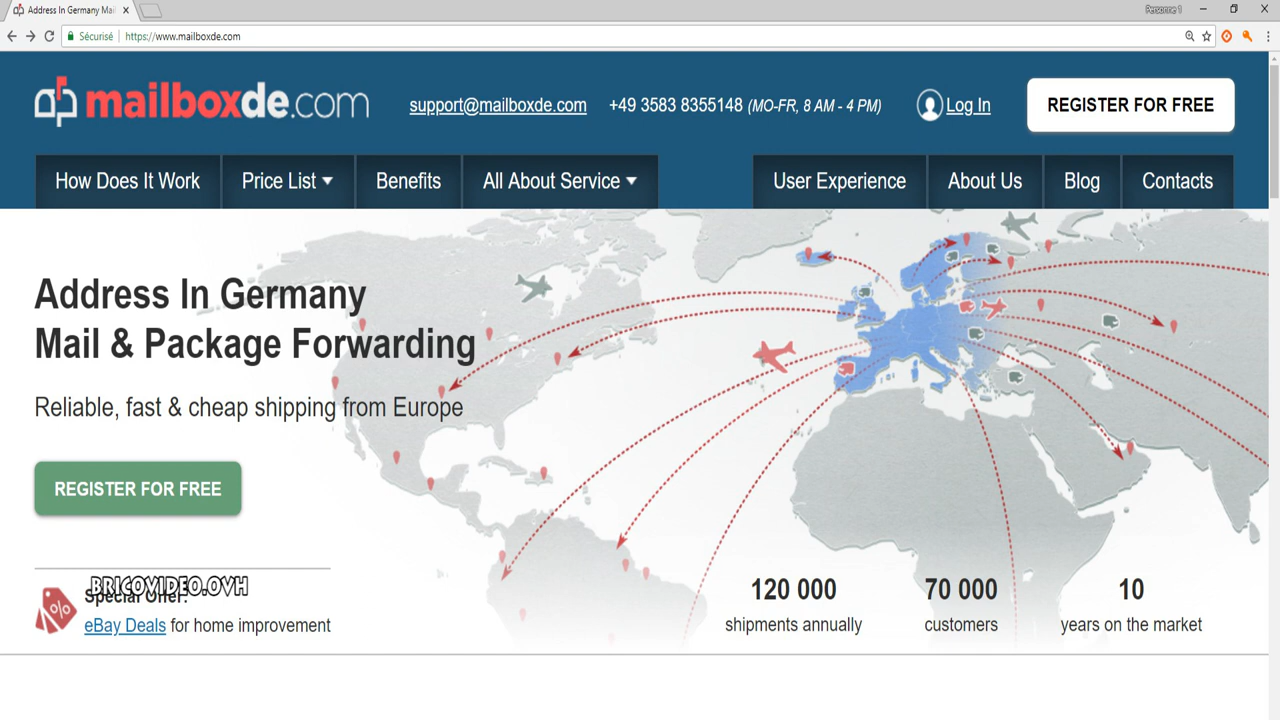 Address In Germany Mai
Personne 1
Sécurisé
https://www.mailboxde.com
mailboxde.com
support@mailboxde.com
+49 3583 8355148 (MO-FR, 8 AM - 4 PM)
Log In
REGISTER FOR FREE
How Does It Work
Price List
Benefits
All About Service
User Experience
About Us
Blog
Contacts
Address In Germany
Mail & Package Forwarding
Reliable, fast & cheap shipping from Europe
REGISTER FOR FREE
BRICOVIDEO.OVH
Special Offer:
eBay Deals for home improvement
%
120 000
shipments annually
70 000
customers
10
years on the market